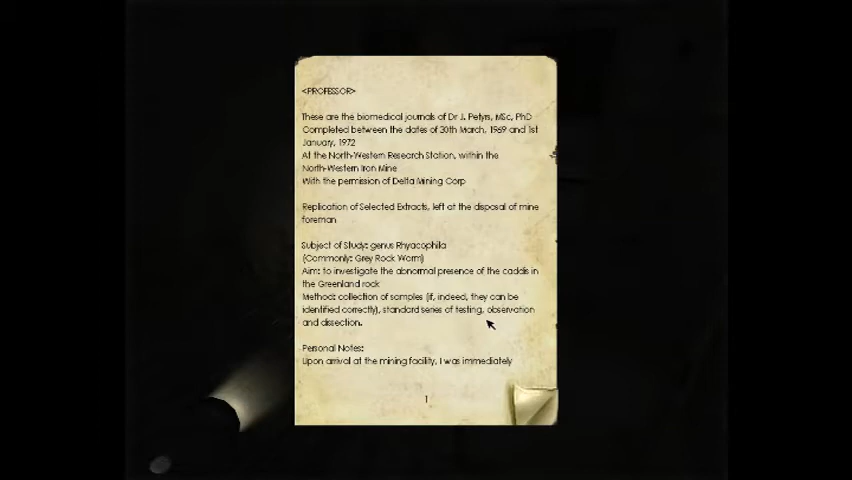 <PROFESSOR>
These are the biomedical journals of Dr J. Petyrs, MSc, PhD
Completed between the dates of 30th March, 1969 and 1st
January, 1972
At the North-Western Research Station, within the
North-Western Iron Mine
With the permission of Delta Mining Corp
Replication of Selected Extracts, left at the disposal of mine
foreman
Subject of Study: genus Rhyacophila
(Commonly: Grey Rock Worm)
Aim: to investigate the abnormal presence of the caddis in
the Greenland rock
Method: collection of samples (if, indeed, they can be
identified correctly), standard series of testing, observation
and dissection.
Personal Notes:
Upon arrival at the mining facility, I was immediately
1